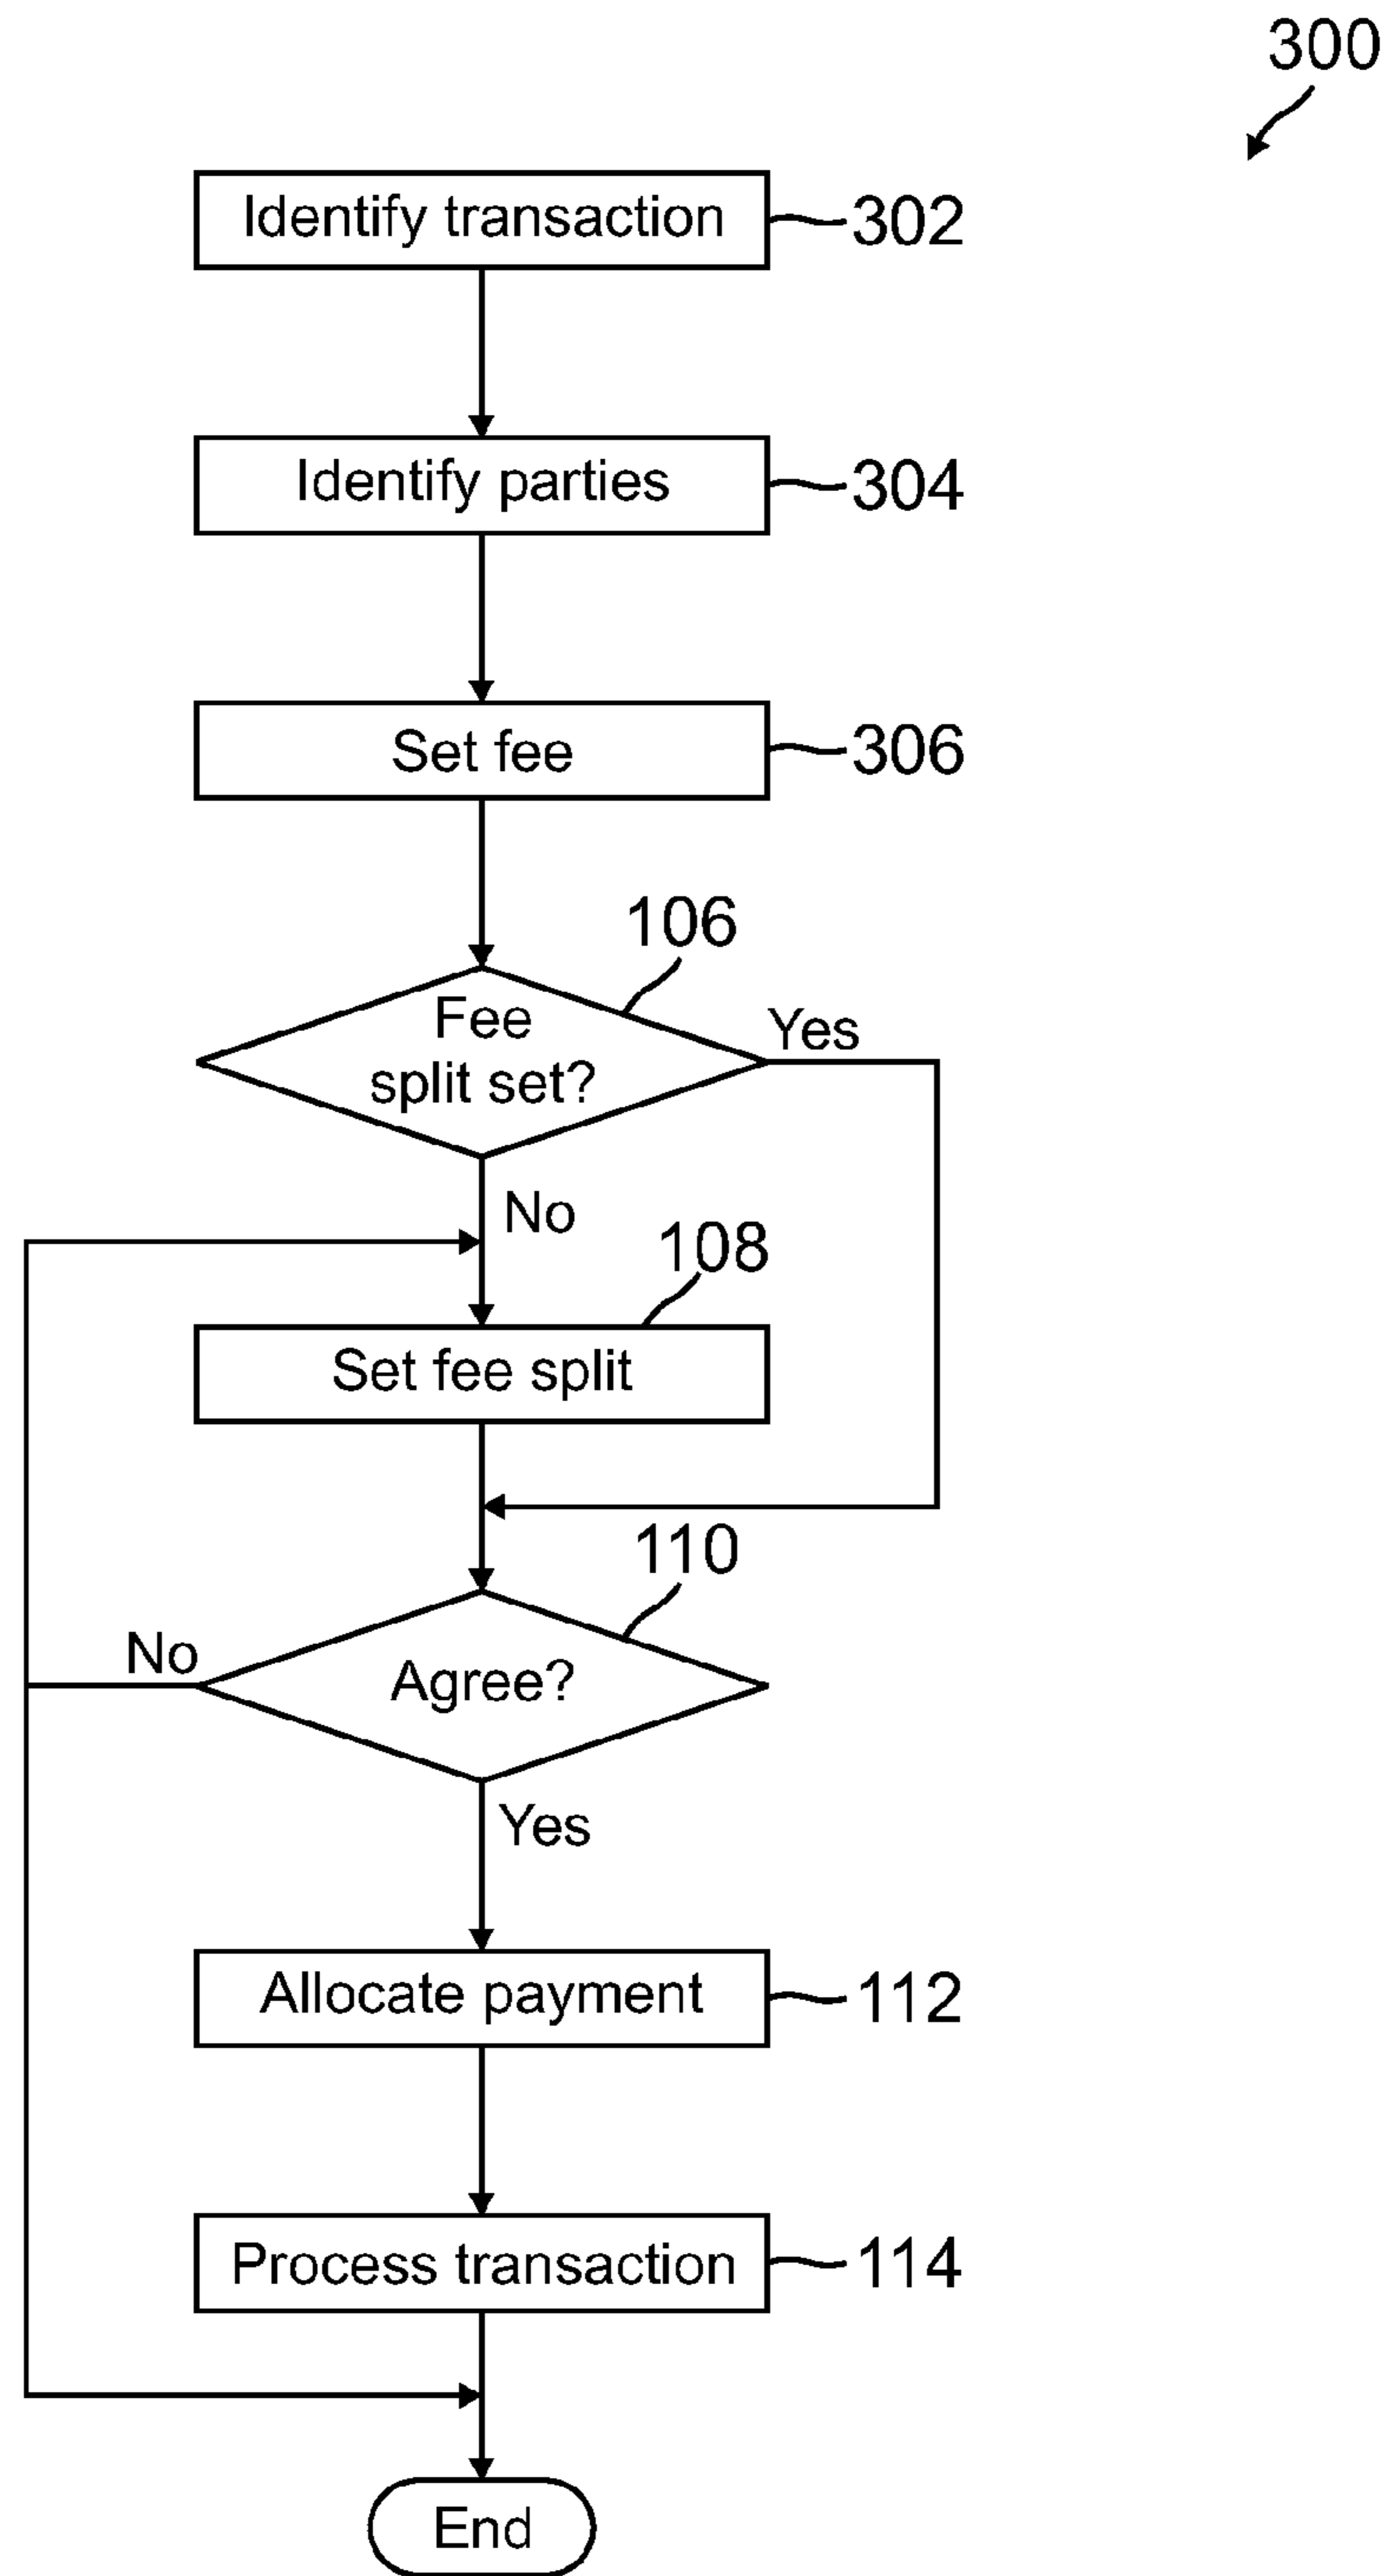 300
Identify transaction
302
Identify parties
304
Set fee
306
106
Fee
split set?
Yes
No
108
Set fee split
110
No
Agree?
Yes
Allocate payment
112
Process transaction
114
End